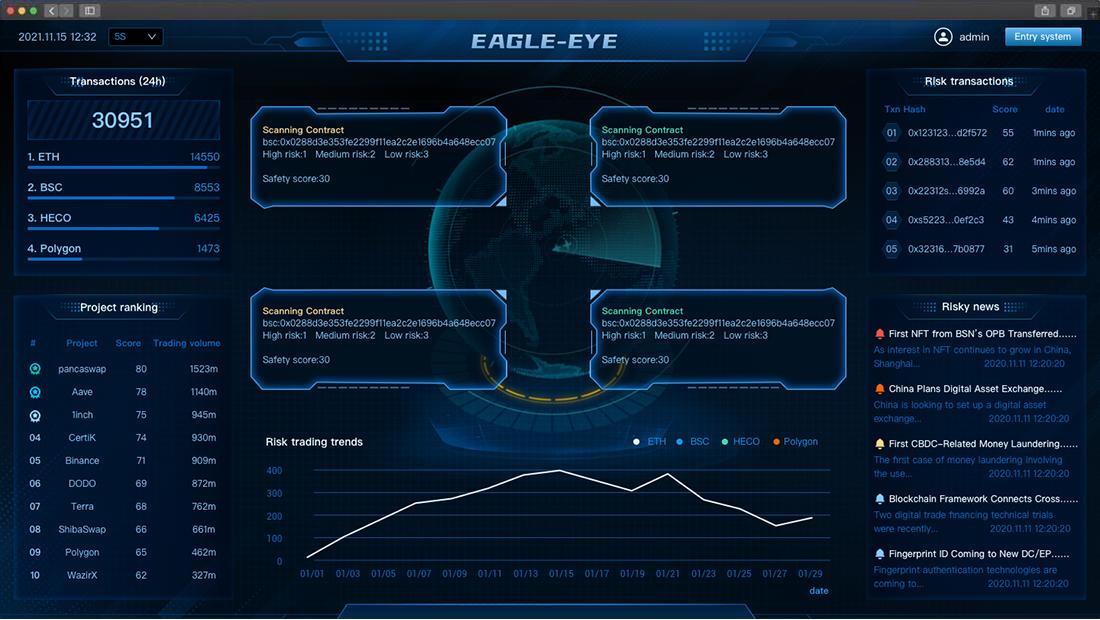 2021.11.15 12:32
5S
EAGLE-EYE
admin
Entry system
Transactions (24h)
30951
1. ETH 14550
2. BSC 8553
3. HECO 6425
4. Polygon 1473
Project ranking
# Project Score Trading volume
pancaswap 80 1523m
Aave 78 1140m
1inch 75 945m
04 CertiK 74 930m
05 Binance 71 909m
06 DODO 69 872m
07 Terra 68 762m
08 ShibaSwap 66 661m
09 Polygon 65 462m
10 WazirX 62 327m
Scanning Contract
bsc:0x0288d3e353fe2299f11ea2c2e1696b4a648ecc07
High risk:1 Medium risk:2 Low risk:3
Safety score:30
Scanning Contract
bsc:0x0288d3e353fe2299f11ea2c2e1696b4a648ecc07
High risk:1 Medium risk:2 Low risk:3
Safety score:30
Scanning Contract
bsc:0x0288d3e353fe2299f11ea2c2e1696b4a648ecc07
High risk:1 Medium risk:2 Low risk:3
Safety score:30
Scanning Contract
bsc:0x0288d3e353fe2299f11ea2c2e1696b4a648ecc07
High risk:1 Medium risk:2 Low risk:3
Safety score:30
Risk trading trends
ETH BSC HECO Polygon
400
300
200
100
0
01/01 01/03 01/05 01/07 01/09 01/11 01/13 01/15 01/17 01/19 01/21 01/23 01/25 01/27 01/29
date
Risk transactions
Txn Hash Score date
01 0x123123...d2f572 55 1mins ago
02 0x288313...8e5d4 62 1mins ago
03 0x22312s...6992a 60 3mins ago
04 0xs5223...0ef2c3 43 4mins ago
05 0x32316...7b0877 31 5mins ago
Risky news
First NFT from BSN's OPB Transferred......
As interest in NFT continues to grow in China,
Shanghai... 2020.11.11 12:20:20
China Plans Digital Asset Exchange......
China is looking to set up a digital asset
exchange... 2020.11.11 12:20:20
First CBDC-Related Money Laundering......
The first case of money laundering involving
the use... 2020.11.11 12:20:20
Blockchain Framework Connects Cross......
Two digital trade financing technical trials
were recently... 2020.11.11 12:20:20
Fingerprint ID Coming to New DC/EP......
Fingerprint authentication technologies are
coming to... 2020.11.11 12:20:20